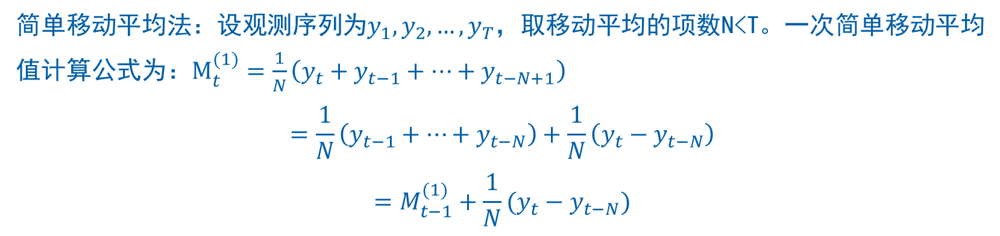 简单移动平均法：设观测序列为$y_1, y_2, \ldots, y_T$，取移动平均的项数N<T。一次简单移动平均
值计算公式为：$\mathrm{M}_t^{(1)} = \frac{1}{N}(y_t + y_{t-1} + \cdots + y_{t-N+1})$
$= \frac{1}{N}(y_{t-1} + \cdots + y_{t-N}) + \frac{1}{N}(y_t - y_{t-N})$
$= M_{t-1}^{(1)} + \frac{1}{N}(y_t - y_{t-N})$